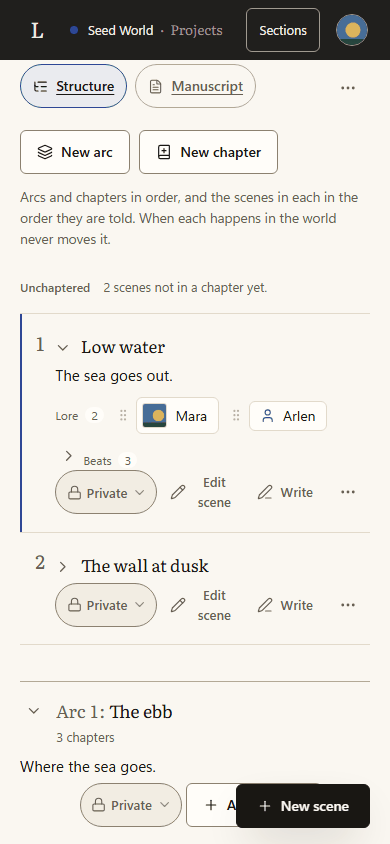 L Seed World · Projects Sections
Structure Manuscript
New arc New chapter
Arcs and chapters in order, and the scenes in each in the
order they are told. When each happens in the world
never moves it.
Unchaptered 2 scenes not in a chapter yet.
1 Low water
The sea goes out.
Lore 2 Mara Arlen
Beats 3
Private Edit scene Write
2 The wall at dusk
Private Edit scene Write
Arc 1: The ebb
3 chapters
Where the sea goes.
Private New scene